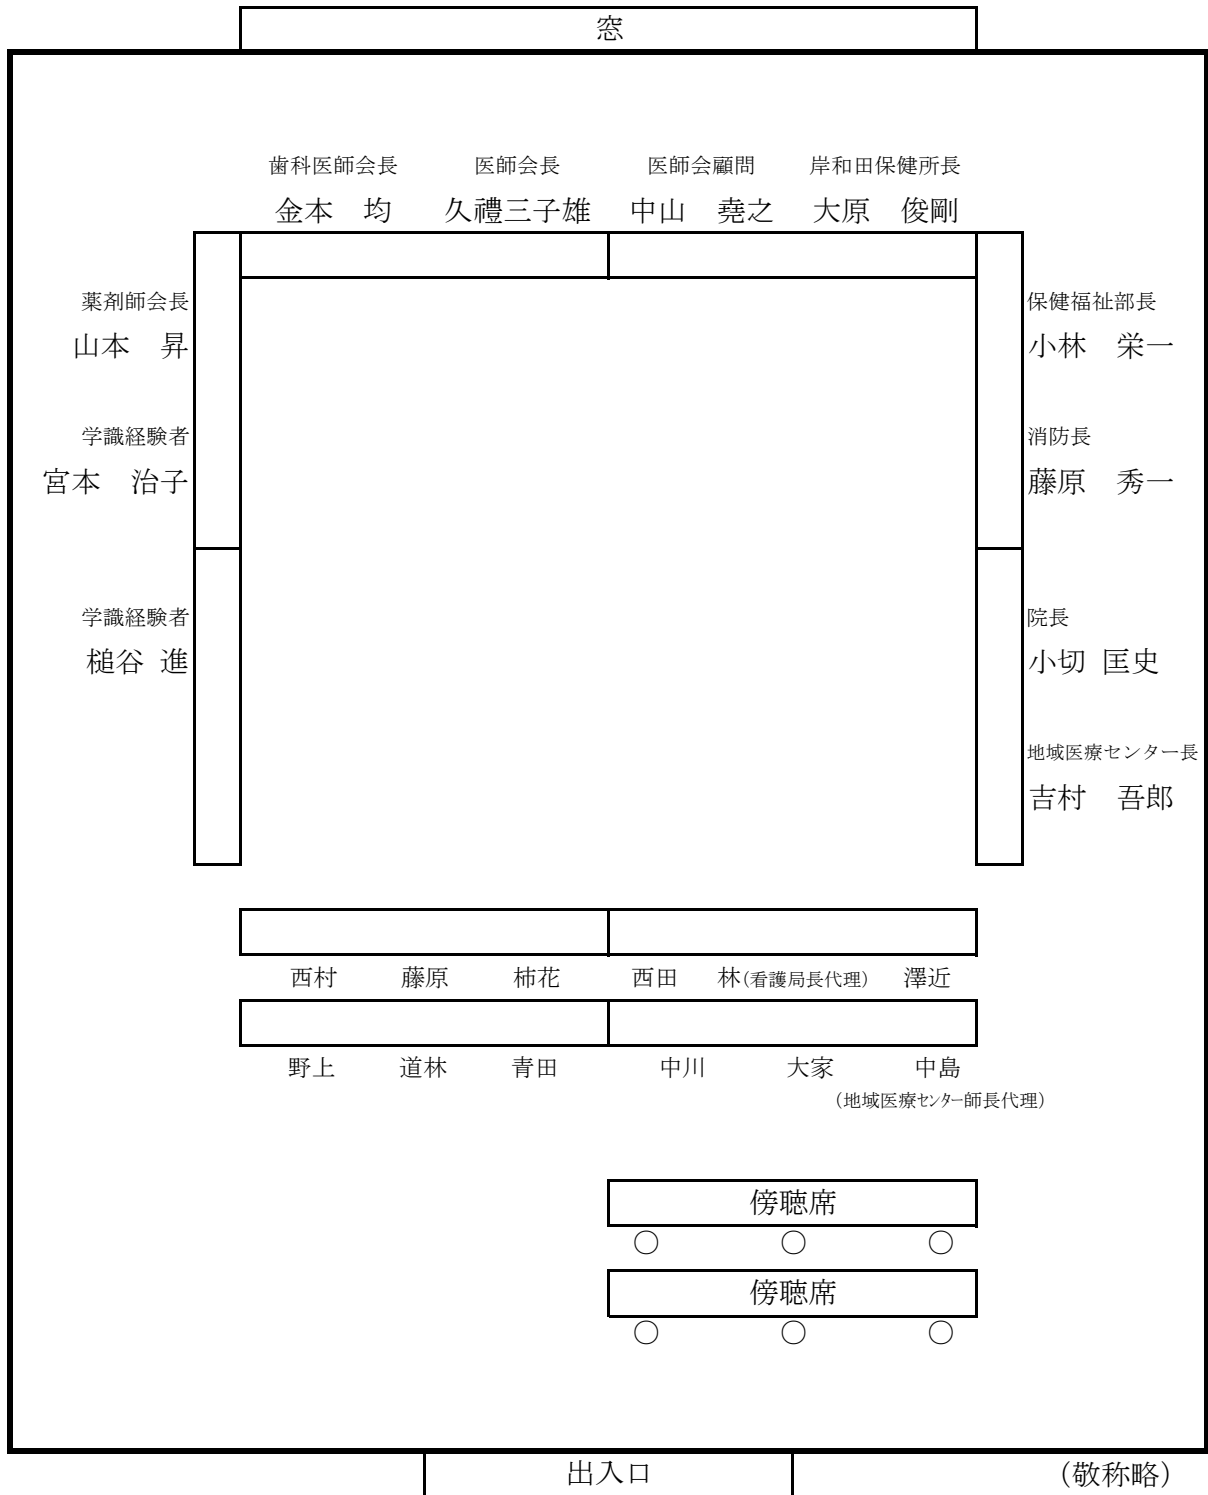 窓
歯科医師会長 医師会長 医師会顧問 岸和田保健所長
金本 均 久禮三子雄 中山 堯之 大原 俊剛
薬剤師会長 保健福祉部長
山本 昇 小林 栄一
学識経験者 消防長
宮本 治子 藤原 秀一
学識経験者 院長
槌谷 進 小切 匡史
地域医療センター長
吉村 吾郎
西村 藤原 柿花 西田 林(看護局長代理) 澤近
野上 道林 青田 中川 大家 中島
(地域医療センター師長代理)
傍聴席
○ ○ ○
傍聴席
○ ○ ○
出入口 (敬称略)